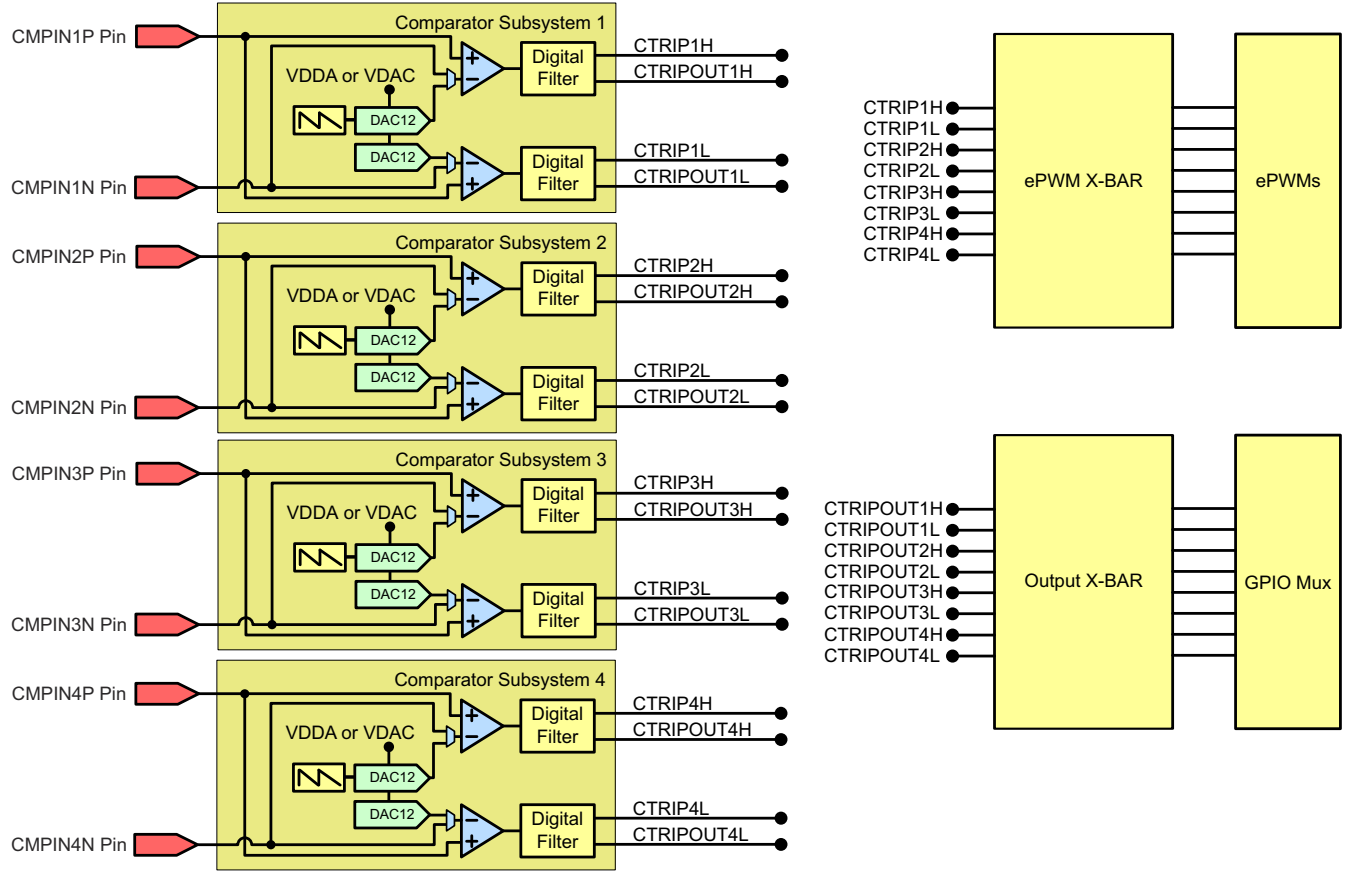 Comparator Subsystem 1
CMPIN1P Pin
VDDA or VDAC
DAC12
DAC12
CMPIN1N Pin
Digital
Filter
Digital
Filter
CTRIP1H
CTRIPOUT1H
CTRIP1L
CTRIPOUT1L
Comparator Subsystem 2
CMPIN2P Pin
VDDA or VDAC
DAC12
DAC12
CMPIN2N Pin
Digital
Filter
Digital
Filter
CTRIP2H
CTRIPOUT2H
CTRIP2L
CTRIPOUT2L
Comparator Subsystem 3
CMPIN3P Pin
VDDA or VDAC
DAC12
DAC12
CMPIN3N Pin
Digital
Filter
Digital
Filter
CTRIP3H
CTRIPOUT3H
CTRIP3L
CTRIPOUT3L
Comparator Subsystem 4
CMPIN4P Pin
VDDA or VDAC
DAC12
DAC12
CMPIN4N Pin
Digital
Filter
Digital
Filter
CTRIP4H
CTRIPOUT4H
CTRIP4L
CTRIPOUT4L
CTRIP1H
CTRIP1L
CTRIP2H
CTRIP2L
CTRIP3H
CTRIP3L
CTRIP4H
CTRIP4L
ePWM X-BAR
ePWMs
CTRIPOUT1H
CTRIPOUT1L
CTRIPOUT2H
CTRIPOUT2L
CTRIPOUT3H
CTRIPOUT3L
CTRIPOUT4H
CTRIPOUT4L
Output X-BAR
GPIO Mux